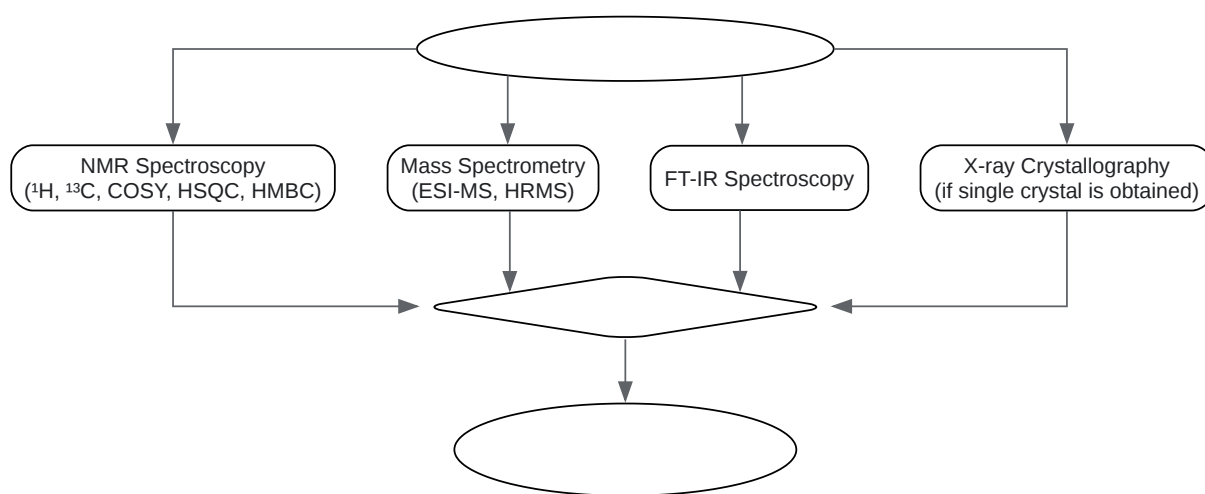 NMR Spectroscopy
(¹H, ¹³C, COSY, HSQC, HMBC)
Mass Spectrometry
(ESI-MS, HRMS)
FT-IR Spectroscopy
X-ray Crystallography
(if single crystal is obtained)